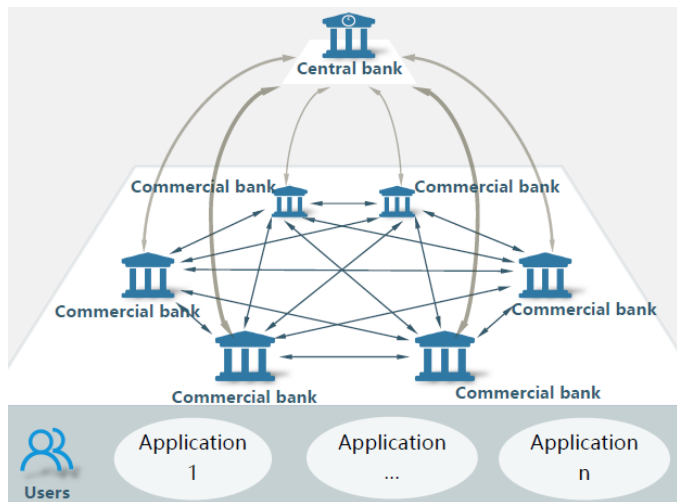 Central bank
Commercial bank
Commercial bank
Commercial bank
Commercial bank
Commercial bank
Commercial bank
Users
Application
1
Application
...
Application
n